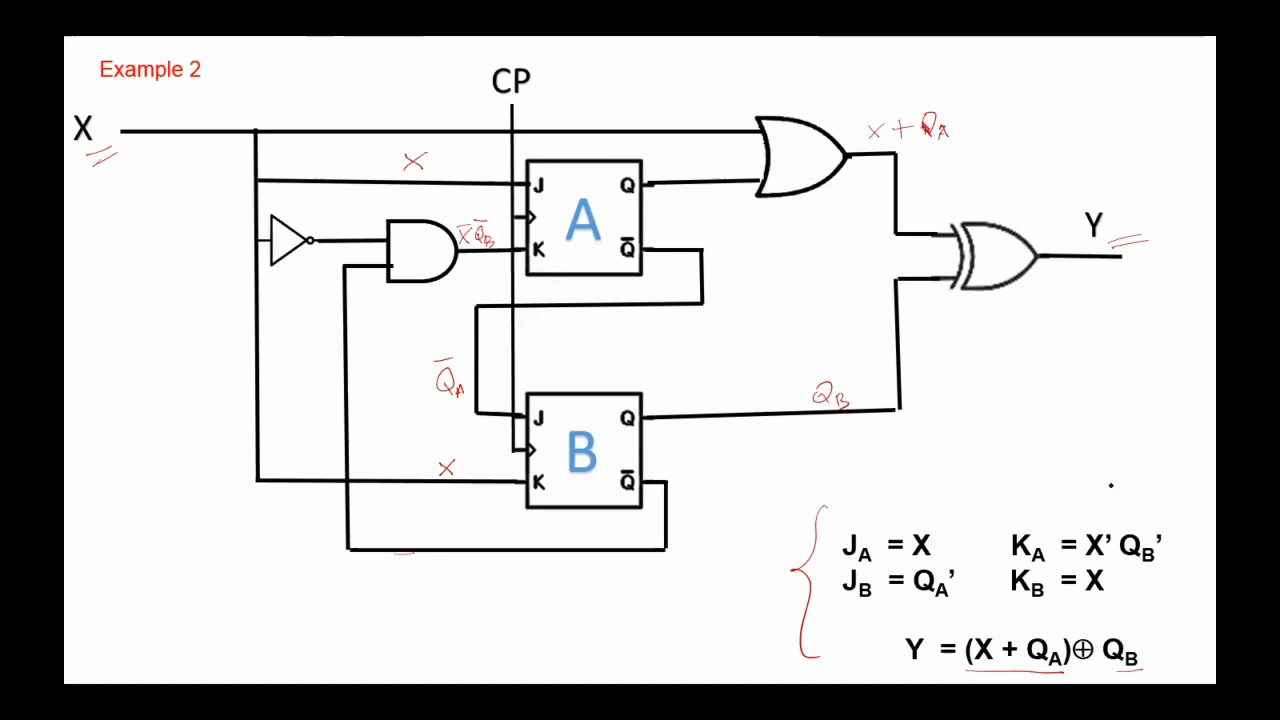 Example 2
CP
X
X + QA
X
J Q
A
Y
X̄ Q̄B
K Q̄
Q̄A
QB
J Q
B
X
K Q̄
JA = X KA = X’ QB’
JB = QA’ KB = X
Y = (X + QA)⊕ QB